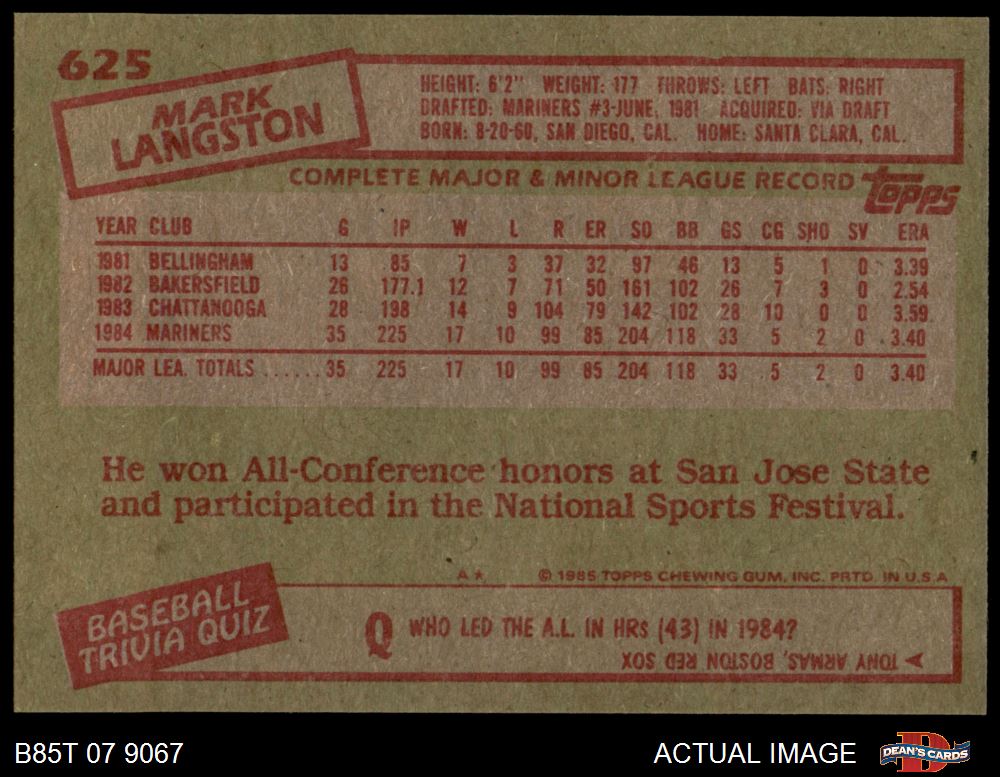 625
MARK
LANGSTON
HEIGHT: 6'2" WEIGHT: 177 THROWS: LEFT BATS: RIGHT
DRAFTED: MARINERS #3-JUNE, 1981 ACQUIRED: VIA DRAFT
BORN: 8-20-60, SAN DIEGO, CAL. HOME: SANTA CLARA, CAL.
COMPLETE MAJOR & MINOR LEAGUE RECORD
TOPPS
YEAR CLUB G IP W L R ER SO BB GS CG SHO SV ERA
1981 BELLINGHAM 13 85 7 3 37 32 97 46 13 5 1 0 3.39
1982 BAKERSFIELD 26 177.1 12 7 71 50 161 102 26 7 3 0 2.54
1983 CHATTANOOGA 28 198 14 9 104 79 142 102 28 10 0 0 3.59
1984 MARINERS 35 225 17 10 99 85 204 118 33 5 2 0 3.40
MAJOR LEA. TOTALS ...... 35 225 17 10 99 85 204 118 33 5 2 0 3.40
He won All-Conference honors at San Jose State
and participated in the National Sports Festival.
A* © 1985 TOPPS CHEWING GUM, INC. PRTD. IN U.S.A
BASEBALL
TRIVIA QUIZ
Q WHO LED THE A.L. IN HRs (43) IN 1984?
TONY ARMAS, BOSTON RED SOX
B85T 07 9067 ACTUAL IMAGE
D
DEAN'S CARDS